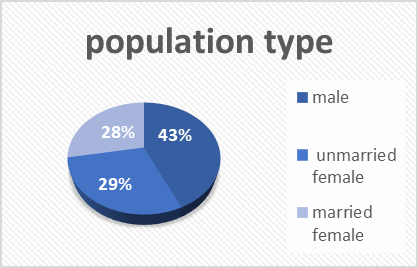 population type
28%
43%
29%
male
unmarried
female
married
female